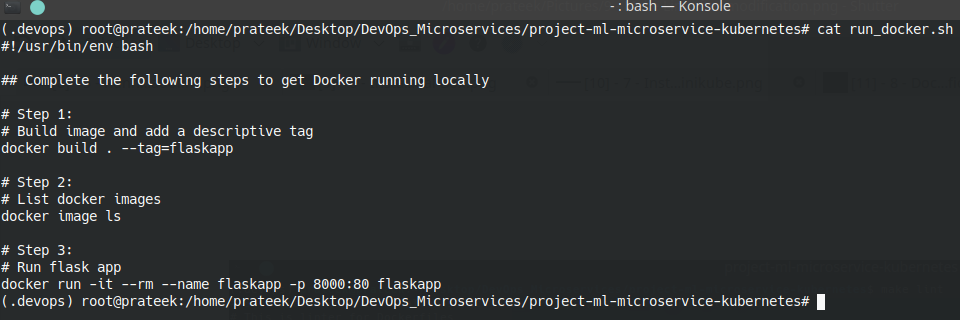 - : bash — Konsole
(.devops) root@prateek:/home/prateek/Desktop/DevOps_Microservices/project-ml-microservice-kubernetes# cat run_docker.sh
#!/usr/bin/env bash

## Complete the following steps to get Docker running locally

# Step 1:
# Build image and add a descriptive tag
docker build . --tag=flaskapp

# Step 2:
# List docker images
docker image ls

# Step 3:
# Run flask app
docker run -it --rm --name flaskapp -p 8000:80 flaskapp
(.devops) root@prateek:/home/prateek/Desktop/DevOps_Microservices/project-ml-microservice-kubernetes#